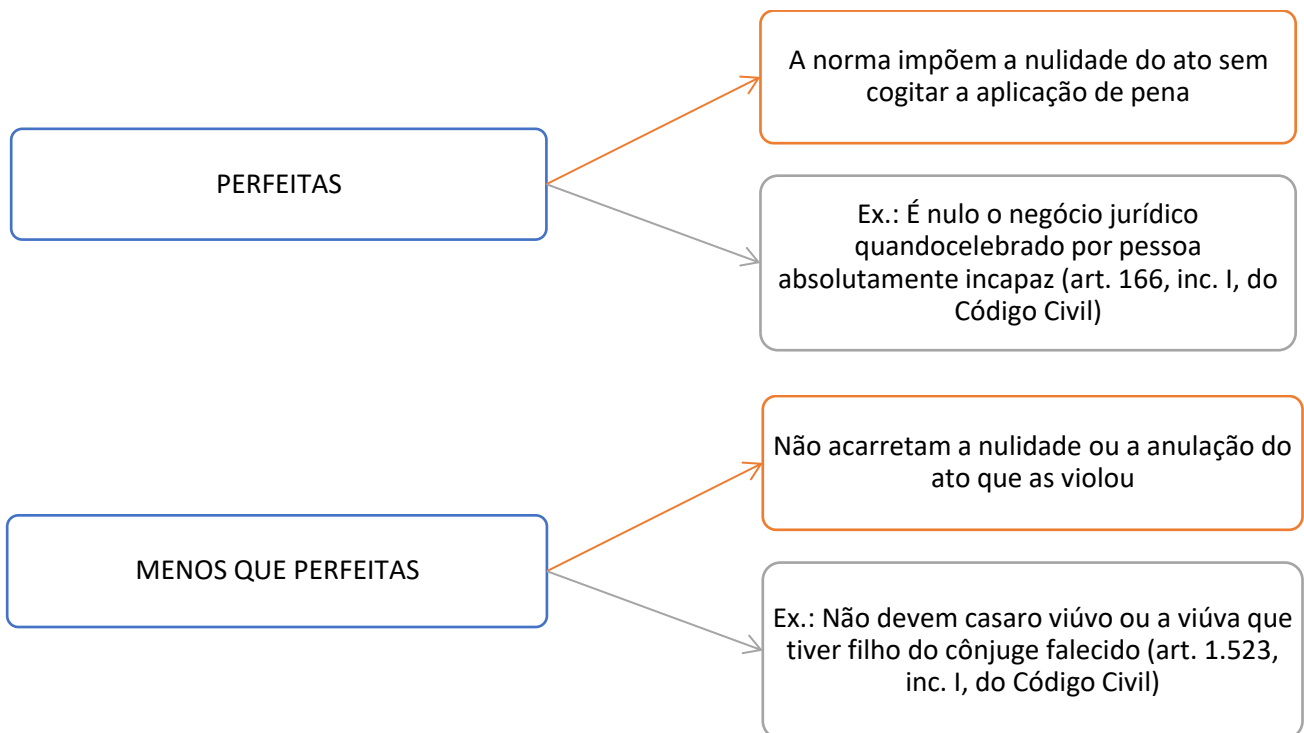 A norma impõem a nulidade do ato sem
cogitar a aplicação de pena
PERFEITAS
Ex.: É nulo o negócio jurídico
quandocelebrado por pessoa
absolutamente incapaz (art. 166, inc. I, do
Código Civil)
Não acarretam a nulidade ou a anulação do
ato que as violou
MENOS QUE PERFEITAS
Ex.: Não devem casaro viúvo ou a viúva que
tiver filho do cônjuge falecido (art. 1.523,
inc. I, do Código Civil)